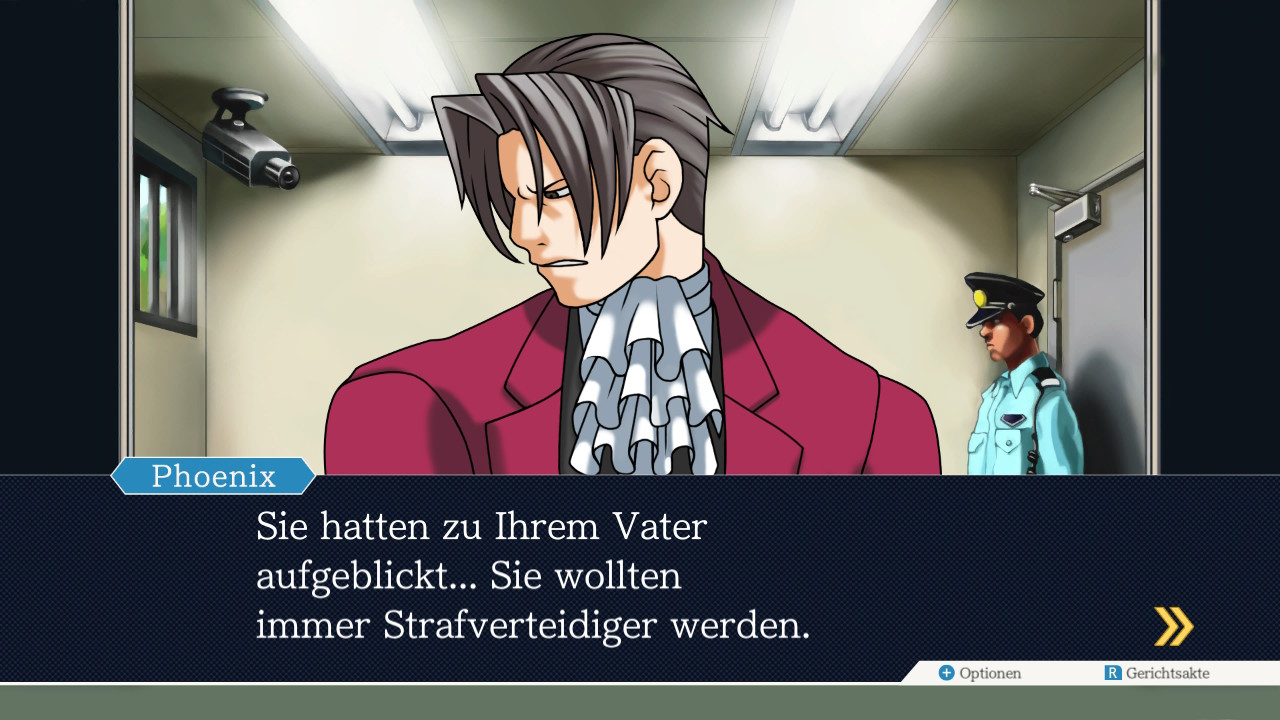 Phoenix
Sie hatten zu Ihrem Vater
aufgeblickt... Sie wollten
immer Strafverteidiger werden.
+ Optionen
R Gerichtsakte